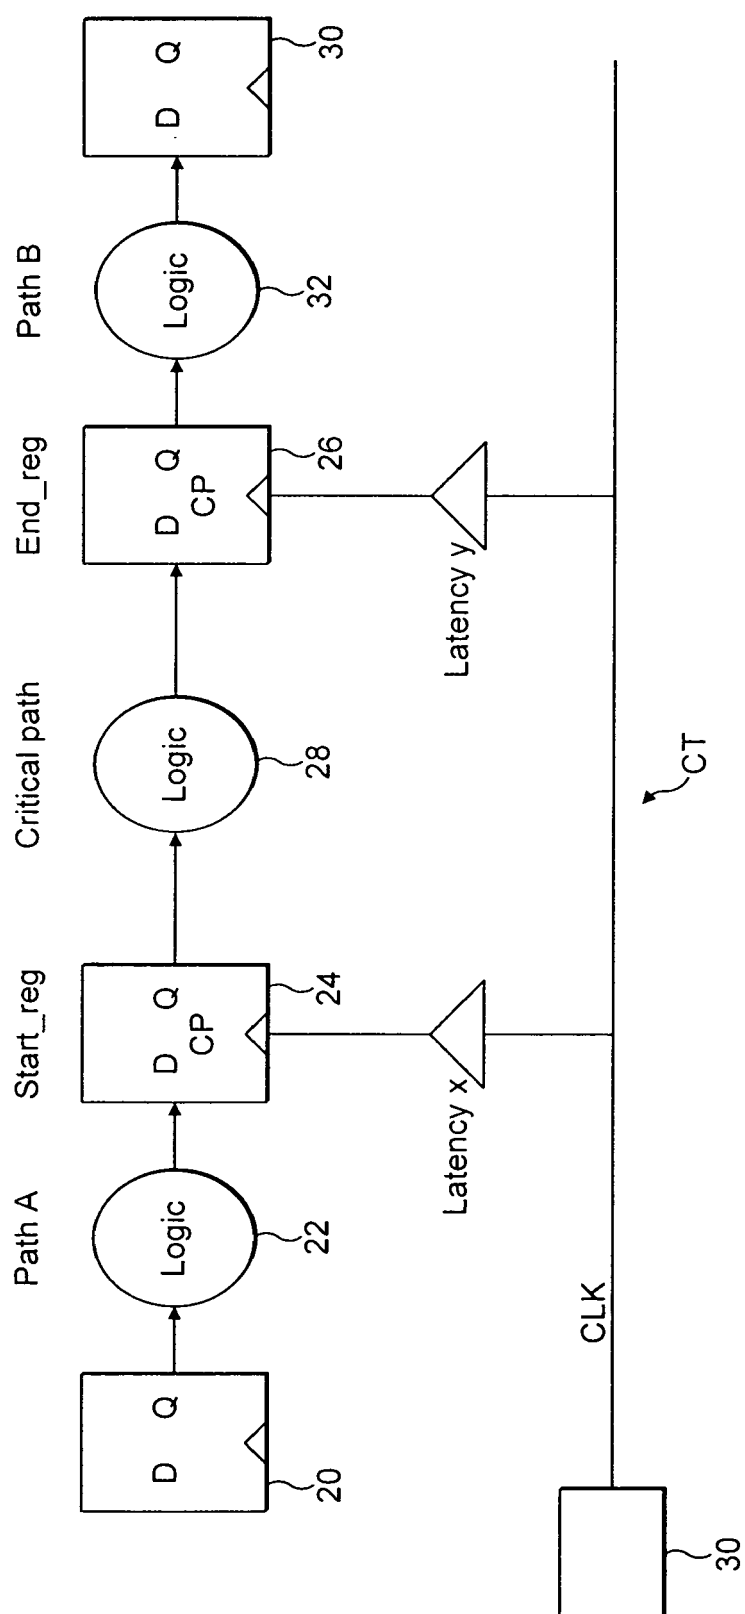 Path A
Start_reg
Critical path
End_reg
Path B
D Q
20
Logic
22
D Q
CP
24
Logic
28
D Q
CP
26
Logic
32
D Q
30
Latency x
Latency y
CLK
CT
30